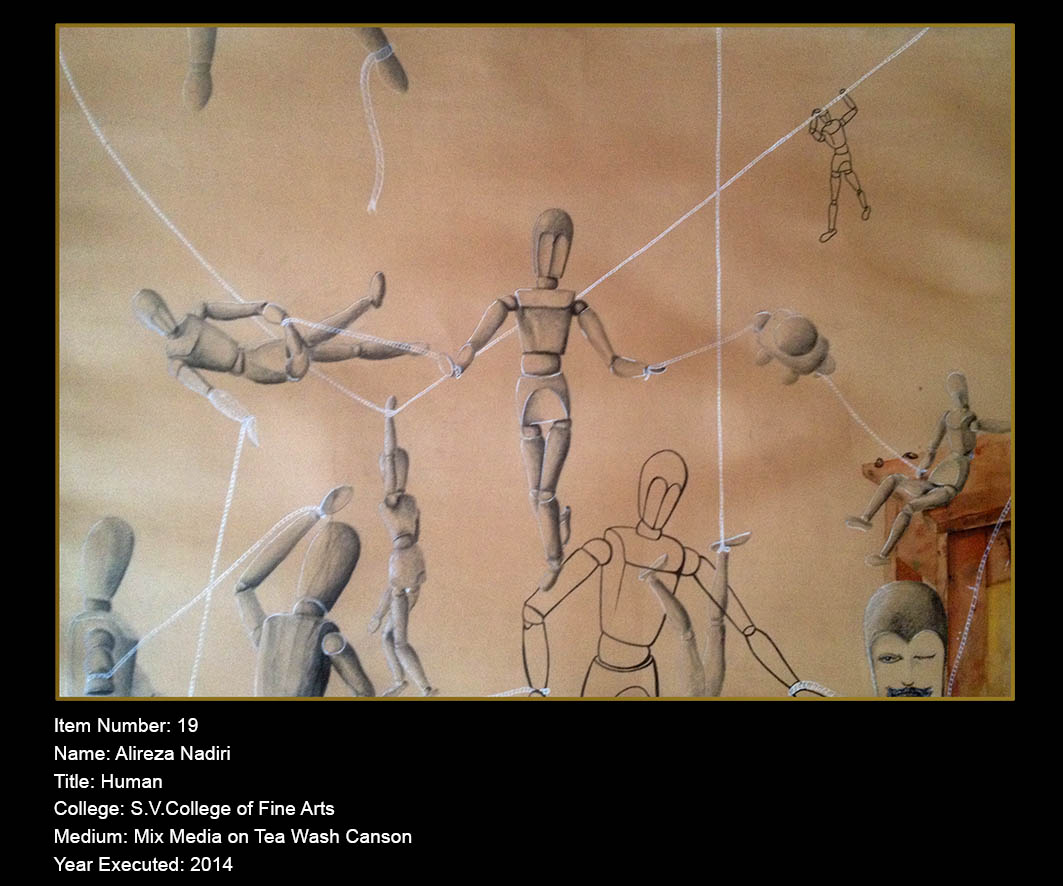 Item Number: 19
Name: Alireza Nadiri
Title: Human
College: S.V.College of Fine Arts
Medium: Mix Media on Tea Wash Canson
Year Executed: 2014